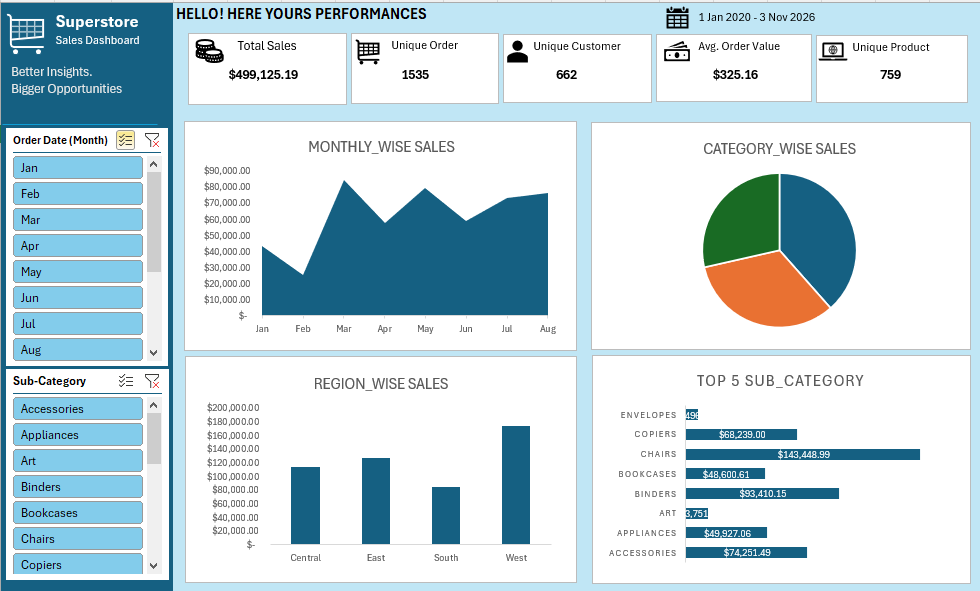 Superstore
Sales Dashboard
Better Insights.
Bigger Opportunities
HELLO! HERE YOURS PERFORMANCES
1 Jan 2020 - 3 Nov 2026
Total Sales
$499,125.19
Unique Order
1535
Unique Customer
662
Avg. Order Value
$325.16
Unique Product
759
Order Date (Month)
Jan
Feb
Mar
Apr
May
Jun
Jul
Aug
Sub-Category
Accessories
Appliances
Art
Binders
Bookcases
Chairs
Copiers
MONTHLY_WISE SALES
$90,000.00
$80,000.00
$70,000.00
$60,000.00
$50,000.00
$40,000.00
$30,000.00
$20,000.00
$10,000.00
$-
Jan Feb Mar Apr May Jun Jul Aug
CATEGORY_WISE SALES
REGION_WISE SALES
$200,000.00
$180,000.00
$160,000.00
$140,000.00
$120,000.00
$100,000.00
$80,000.00
$60,000.00
$40,000.00
$20,000.00
$-
Central East South West
TOP 5 SUB_CATEGORY
ENVELOPES
COPIERS $68,239.00
CHAIRS $143,448.99
BOOKCASES $48,600.61
BINDERS $93,410.15
ART 3,751
APPLIANCES $49,927.06
ACCESSORIES $74,251.49